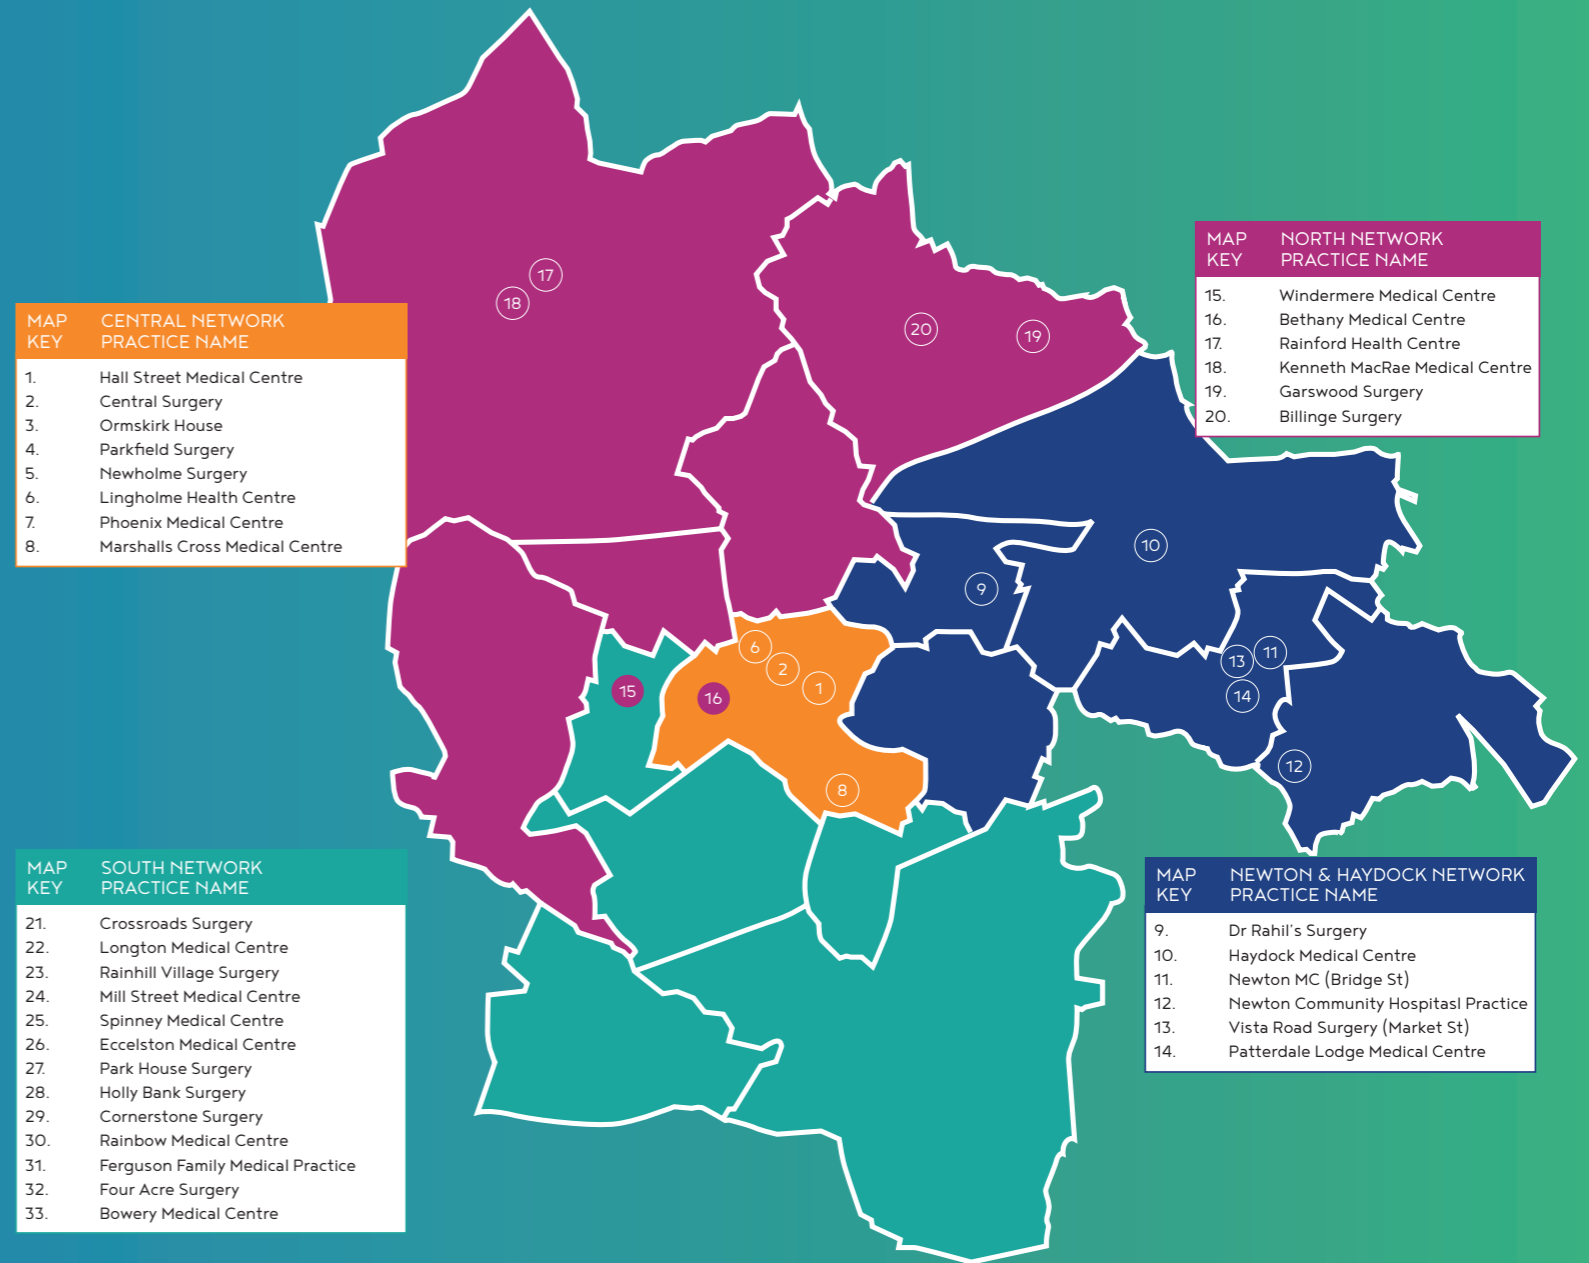 17
18
20
19
MAP KEY NORTH NETWORK PRACTICE NAME
15. Windermere Medical Centre
16. Bethany Medical Centre
17. Rainford Health Centre
18. Kenneth MacRae Medical Centre
19. Garswood Surgery
20. Billinge Surgery
MAP KEY CENTRAL NETWORK PRACTICE NAME
1. Hall Street Medical Centre
2. Central Surgery
3. Ormskirk House
4. Parkfield Surgery
5. Newholme Surgery
6. Lingholme Health Centre
7. Phoenix Medical Centre
8. Marshalls Cross Medical Centre
10
9
6
2
1
15
16
13
11
14
12
8
MAP KEY SOUTH NETWORK PRACTICE NAME
21. Crossroads Surgery
22. Longton Medical Centre
23. Rainhill Village Surgery
24. Mill Street Medical Centre
25. Spinney Medical Centre
26. Eccelston Medical Centre
27. Park House Surgery
28. Holly Bank Surgery
29. Cornerstone Surgery
30. Rainbow Medical Centre
31. Ferguson Family Medical Practice
32. Four Acre Surgery
33. Bowery Medical Centre
MAP KEY NEWTON & HAYDOCK NETWORK PRACTICE NAME
9. Dr Rahil's Surgery
10. Haydock Medical Centre
11. Newton MC (Bridge St)
12. Newton Community Hospitasl Practice
13. Vista Road Surgery (Market St)
14. Patterdale Lodge Medical Centre